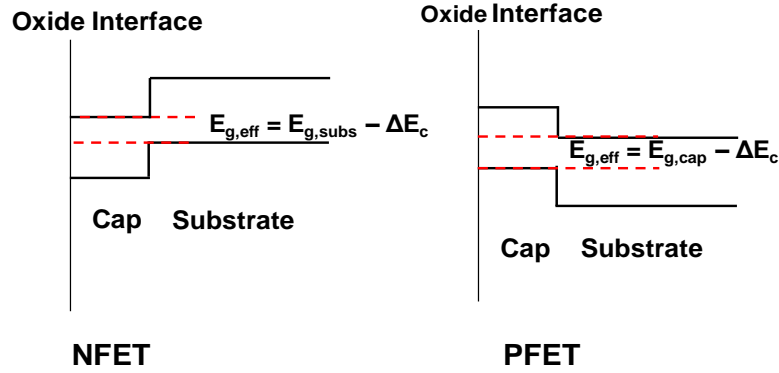 Oxide Interface
E_g,eff = E_g,subs – ΔE_c
Cap Substrate
NFET
Oxide Interface
E_g,eff = E_g,cap – ΔE_c
Cap Substrate
PFET